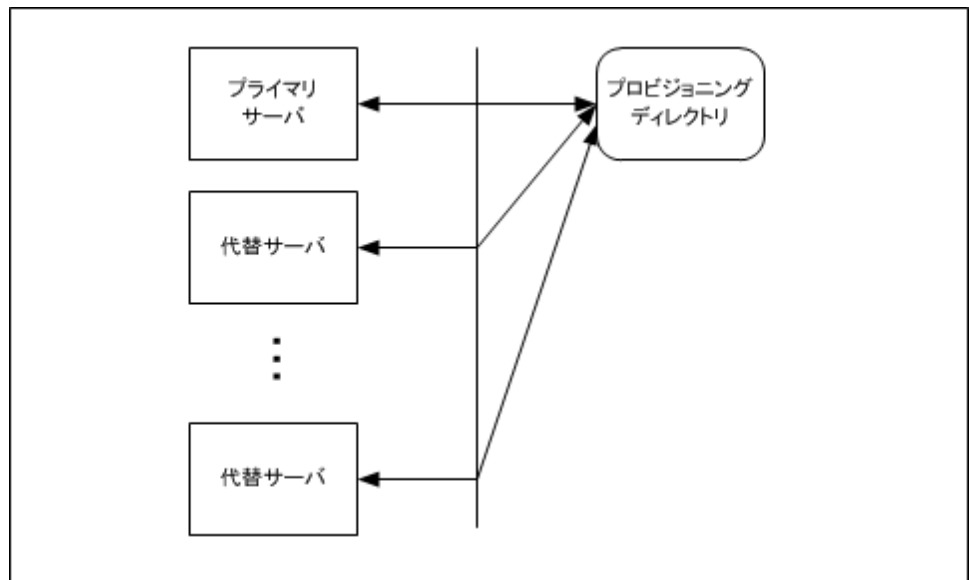 プライマリ
サーバ
プロビジョニング
ディレクトリ
代替サーバ
代替サーバ